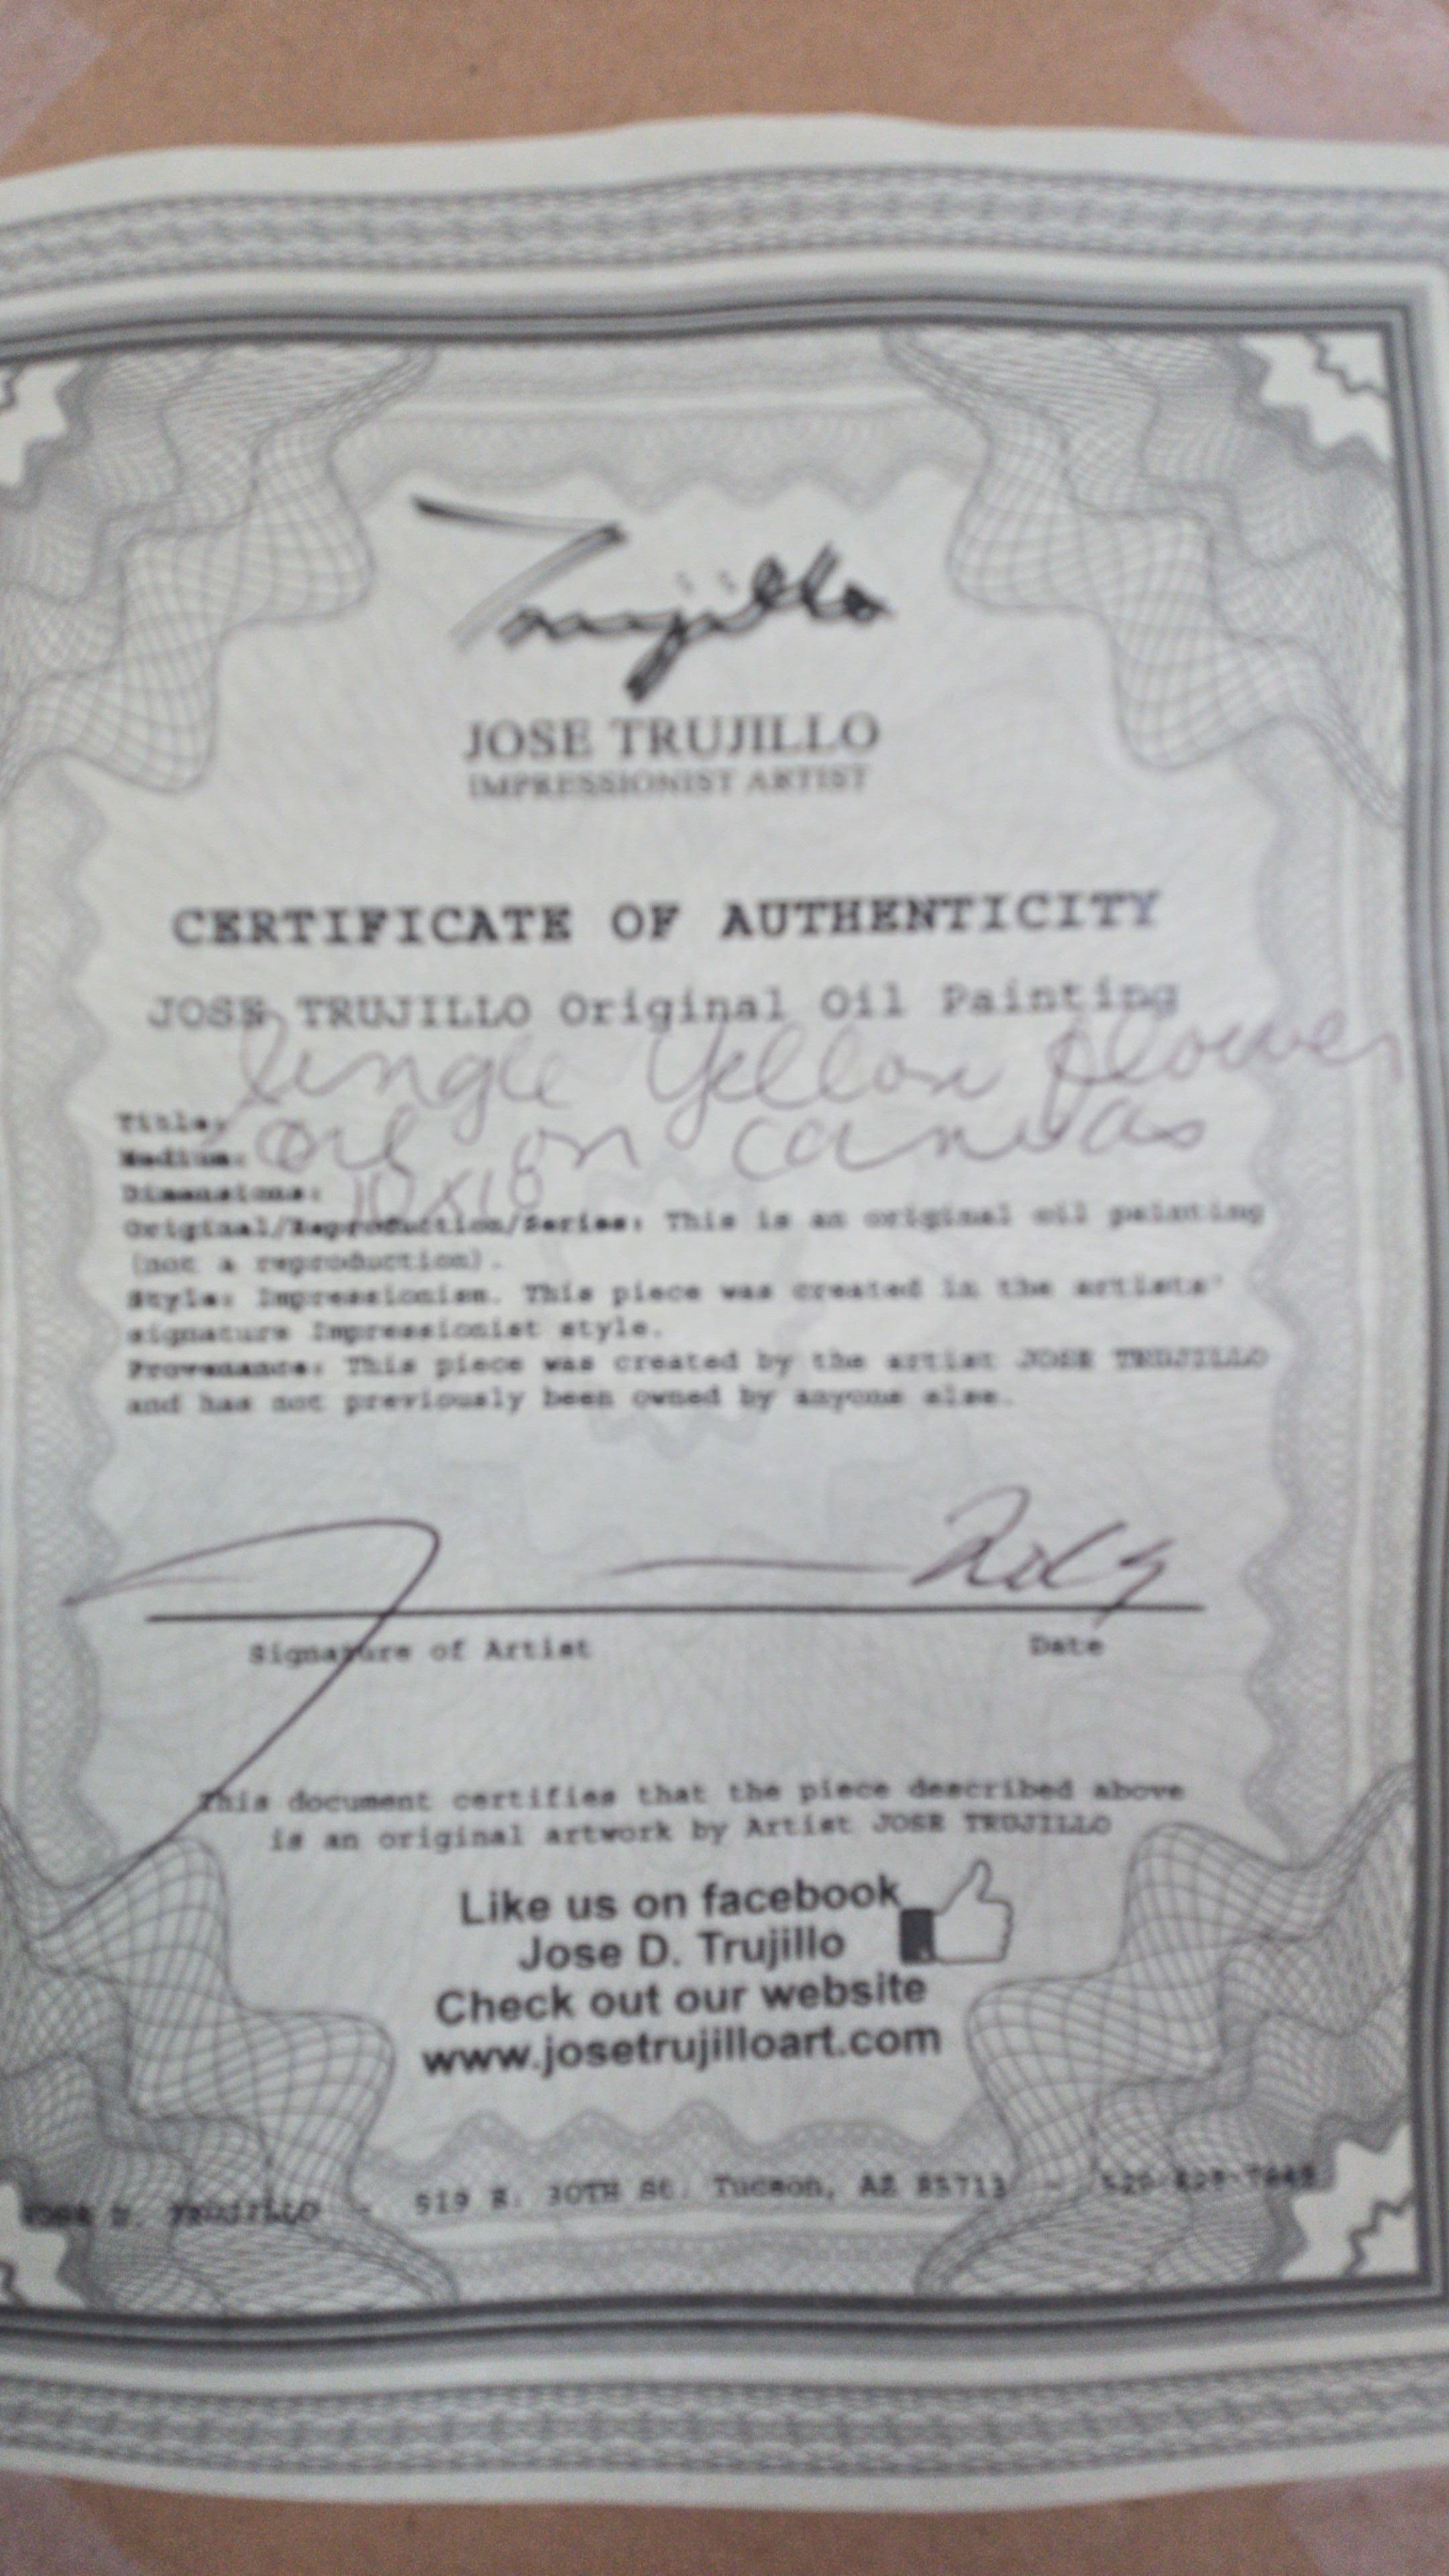 Trujillo
JOSE TRUJILLO
IMPRESSIONIST ARTIST
CERTIFICATE OF AUTHENTICITY
JOSE TRUJILLO Original Oil Painting
Single Yellow flower
Title:
Medium: oil on canvas
Dimensions:
Original/Reproduction/Series: This is an original oil painting
(not a reproduction).
Style: Impressionism. This piece was created in the artists'
signature Impressionist style.
Provenance: This piece was created by the artist JOSE TRUJILLO
and has not previously been owned by anyone else.
Signature of Artist Date
This document certifies that the piece described above
is an original artwork by Artist JOSE TRUJILLO
Like us on facebook
Jose D. Trujillo
Check out our website
www.josetrujilloart.com
JOSE D. TRUJILLO - 519 E. 30TH St. Tucson, AZ 85713 -